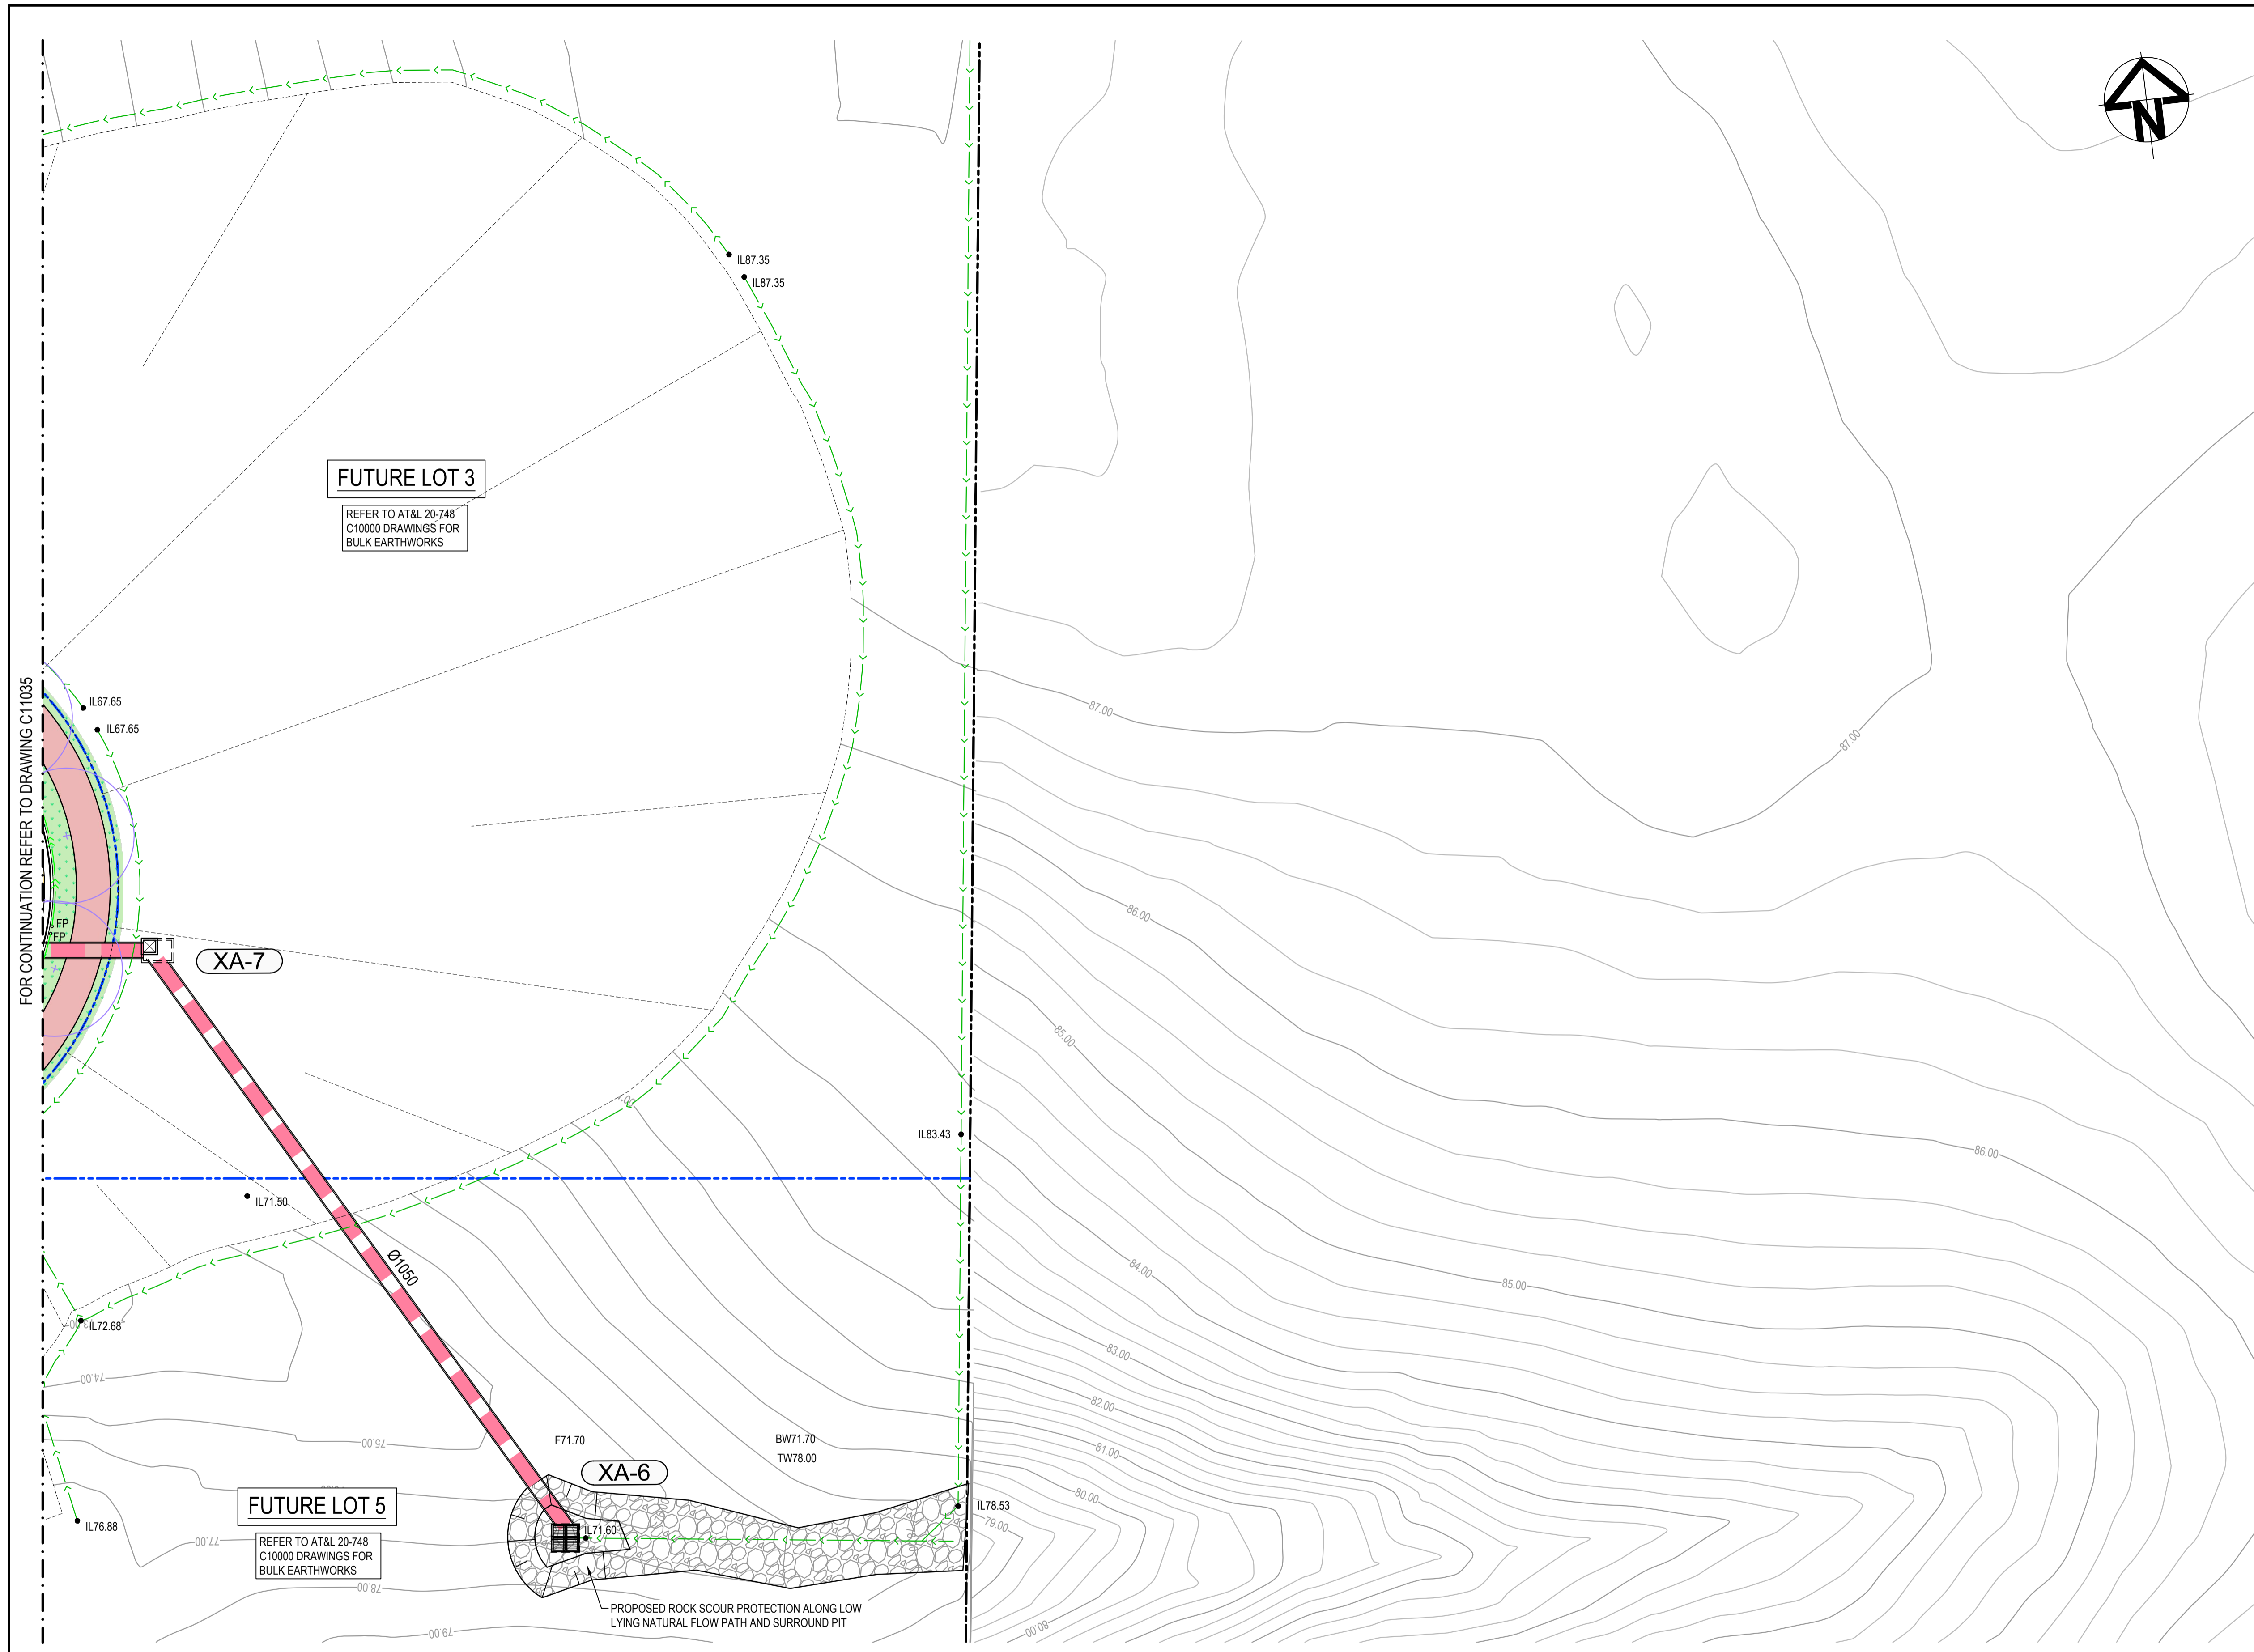 N
IL87.35
IL87.35
FUTURE LOT 3
REFER TO AT&L 20-748
C10000 DRAWINGS FOR
BULK EARTHWORKS
FOR CONTINUATION REFER TO DRAWING C11035
IL67.65
IL67.65
87.00
87.00
86.00
FP
FP
XA-7
85.00
IL83.43
86.00
IL71.50
Ø1050
84.00
85.00
IL72.68
83.00
74.00
82.00
75.00
F71.70
BW71.70
TW78.00
81.00
XA-6
80.00
FUTURE LOT 5
IL78.53
79.00
IL76.88
IL71.60
77.00
REFER TO AT&L 20-748
C10000 DRAWINGS FOR
BULK EARTHWORKS
78.00
PROPOSED ROCK SCOUR PROTECTION ALONG LOW
LYING NATURAL FLOW PATH AND SURROUND PIT
79.00
80.00